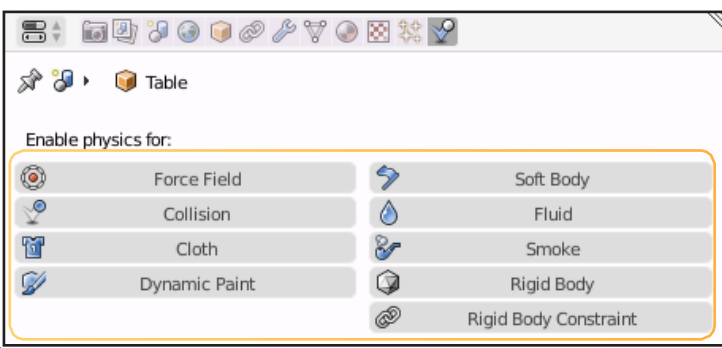 Table
Enable physics for:
Force Field
Soft Body
Collision
Fluid
Cloth
Smoke
Dynamic Paint
Rigid Body
Rigid Body Constraint